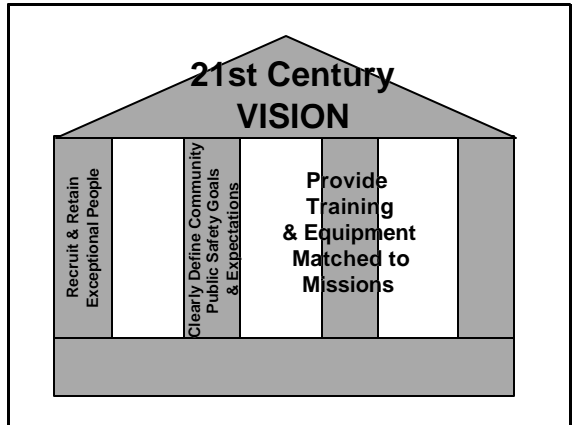 21st Century
VISION
Recruit & Retain
Exceptional People
Clearly Define Community
Public Safety Goals
& Expectations
Provide
Training
& Equipment
Matched to
Missions